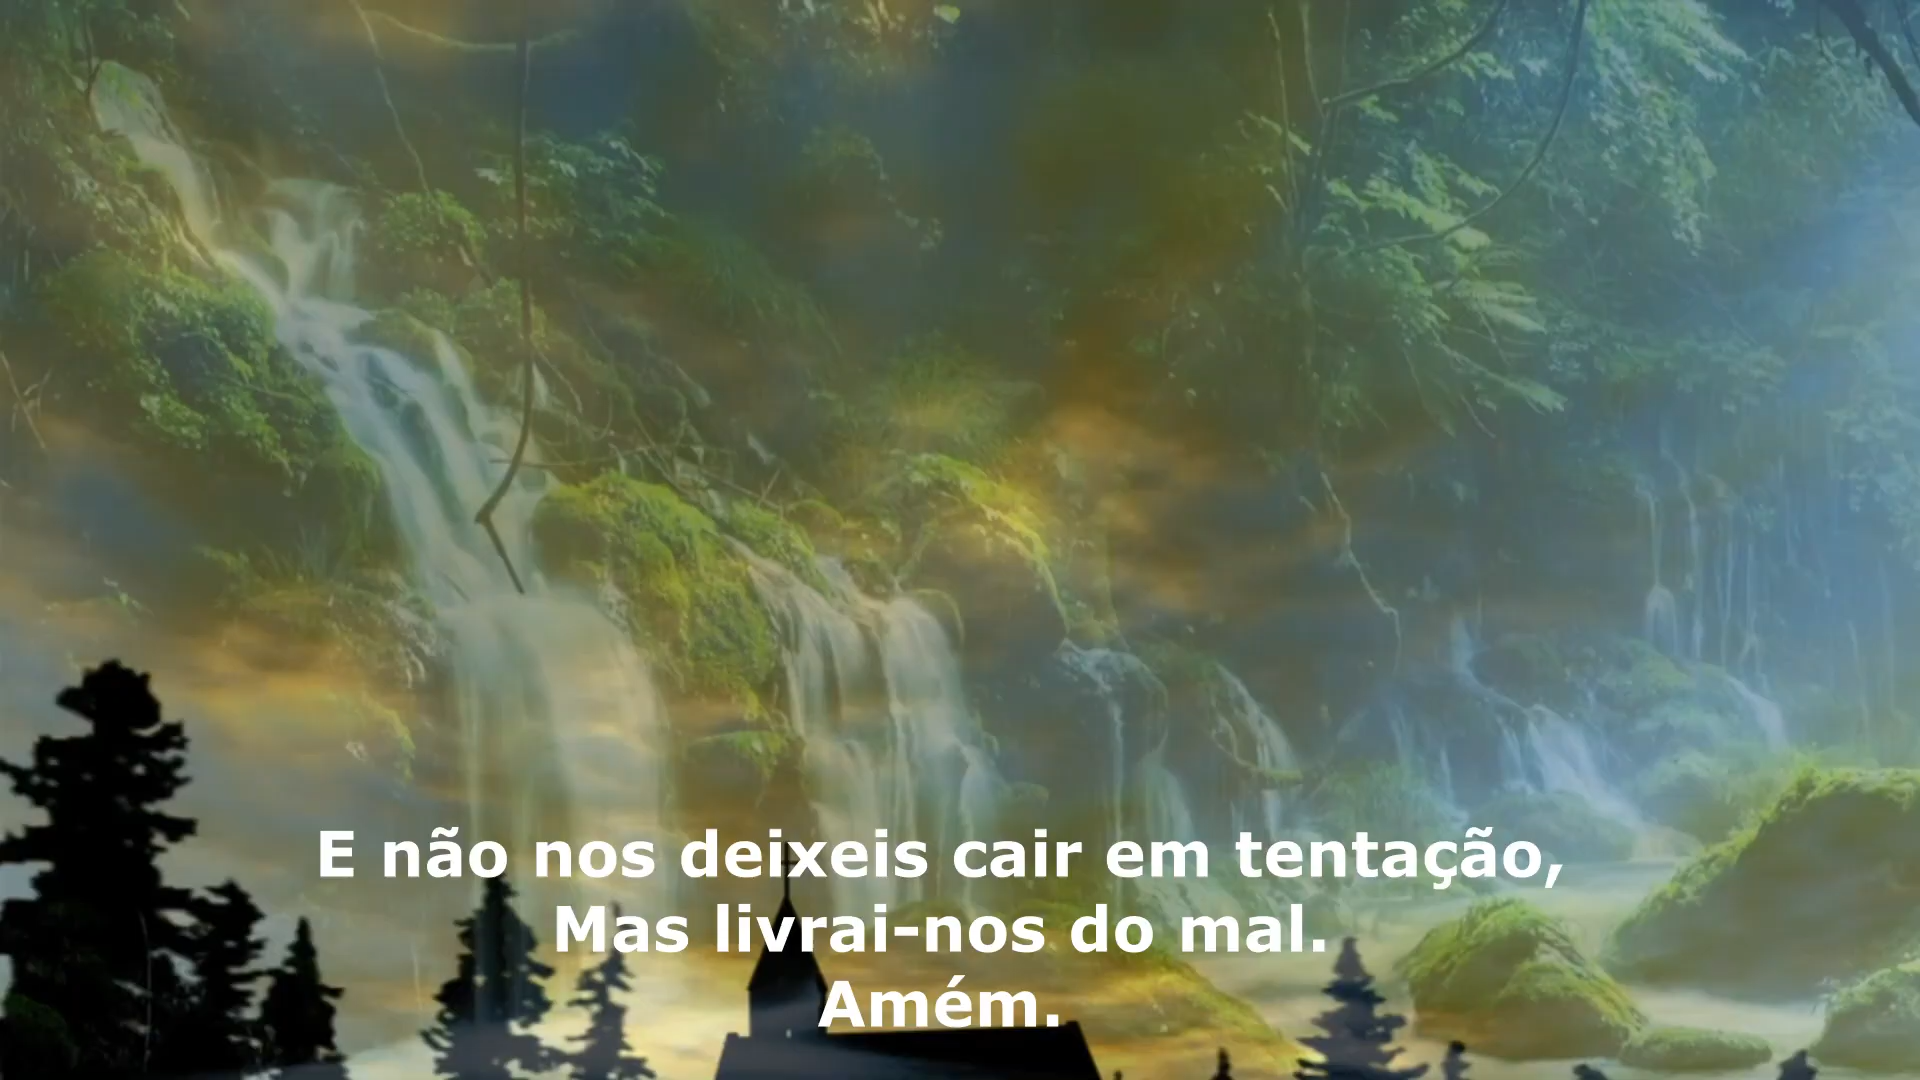 E não nos deixeis cair em tentação,
Mas livrai-nos do mal.
Amém.